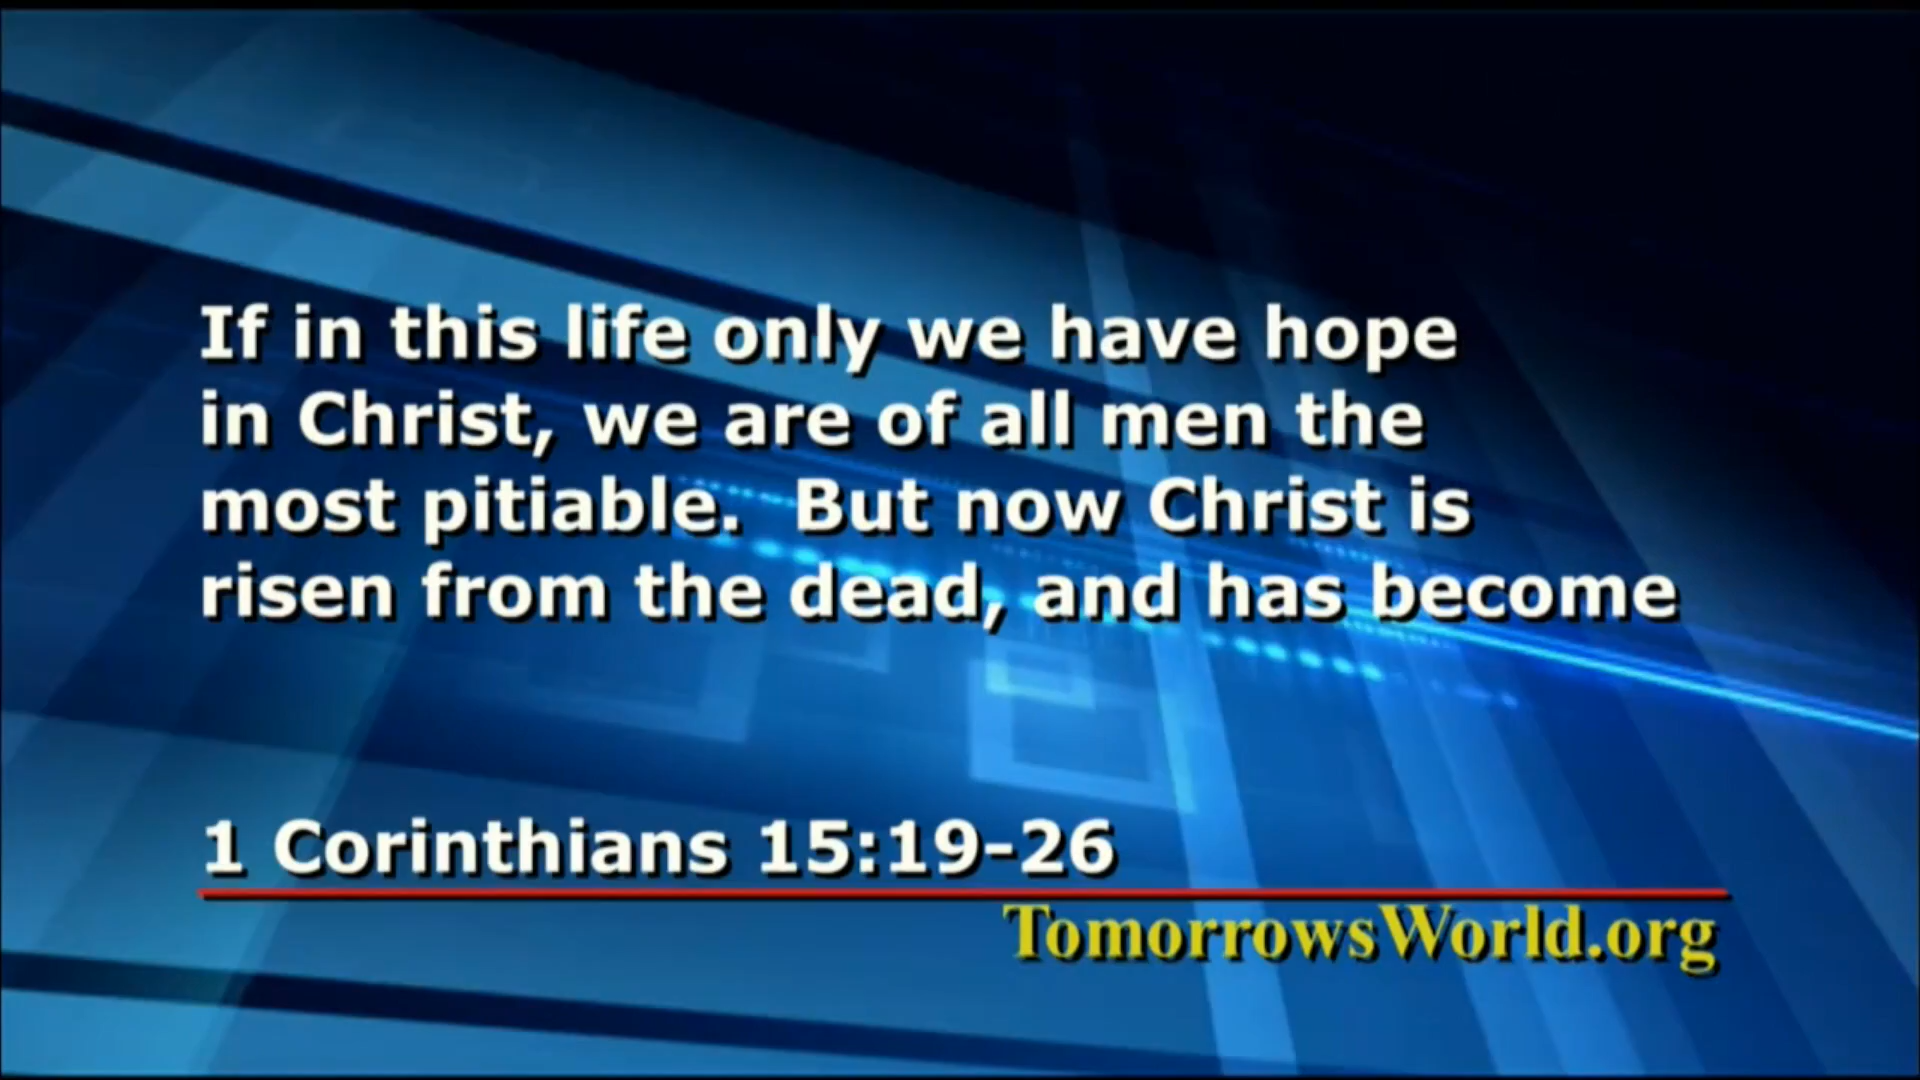 If in this life only we have hope
in Christ, we are of all men the
most pitiable.  But now Christ is
risen from the dead, and has become
1 Corinthians 15:19-26
TomorrowsWorld.org